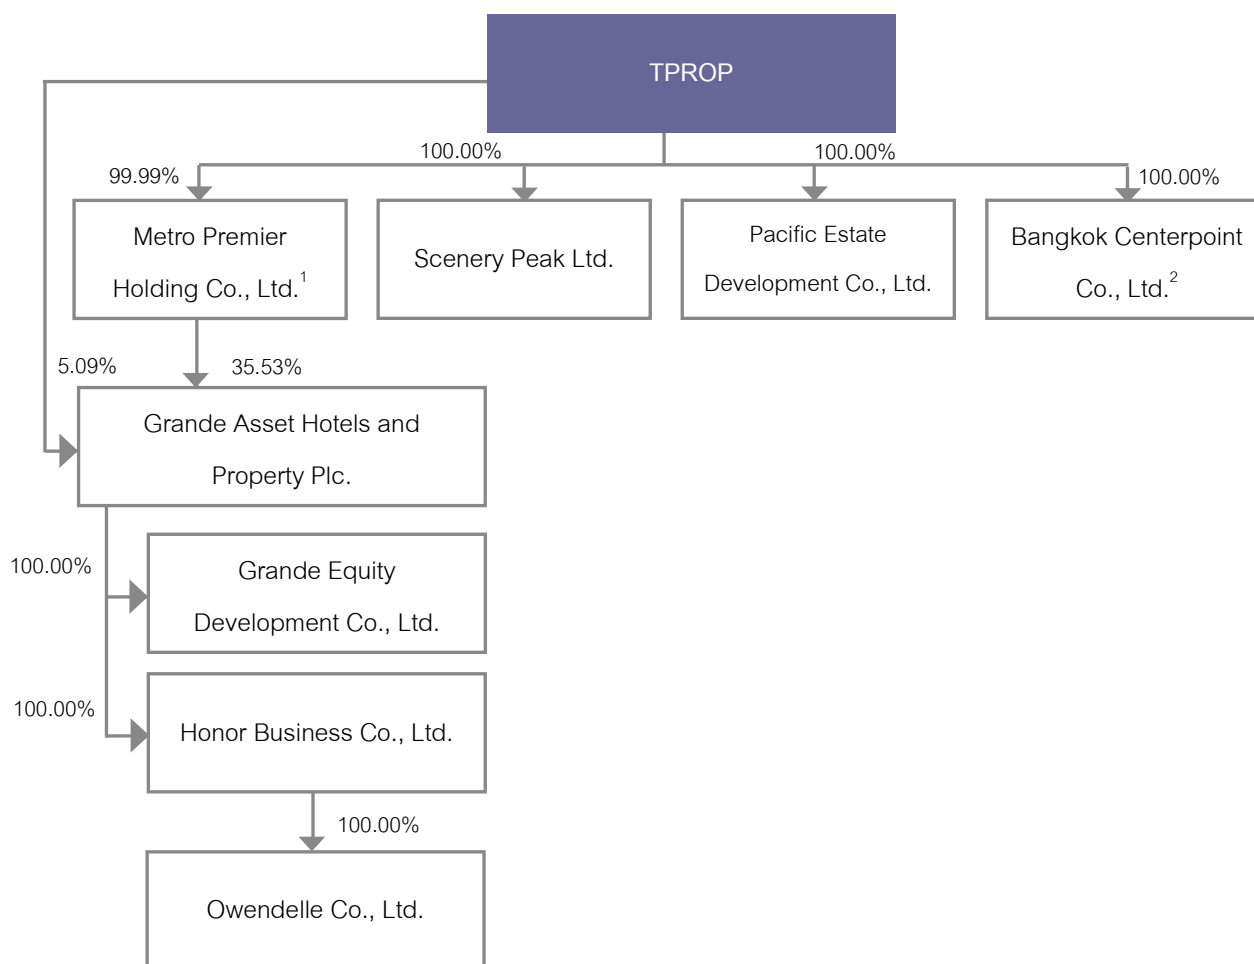 TPROP
100.00%
100.00%
99.99%
100.00%
Metro Premier
Holding Co., Ltd.1
Scenery Peak Ltd.
Pacific Estate
Development Co., Ltd.
Bangkok Centerpoint
Co., Ltd.2
5.09%
35.53%
Grande Asset Hotels and
Property Plc.
100.00%
Grande Equity
Development Co., Ltd.
100.00%
Honor Business Co., Ltd.
100.00%
Owendelle Co., Ltd.